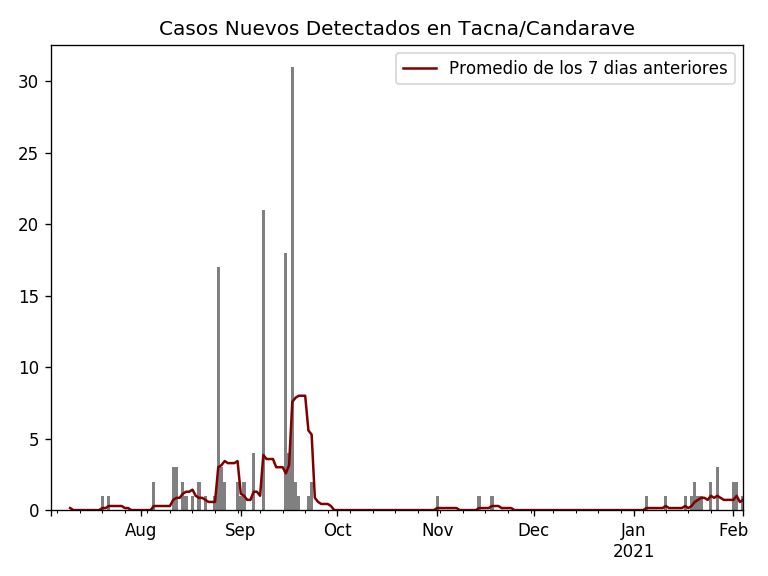 Casos Nuevos Detectados en Tacna/Candarave
Promedio de los 7 dias anteriores
30
25
20
15
10
5
0
Aug Sep Oct Nov Dec Jan Feb
2021